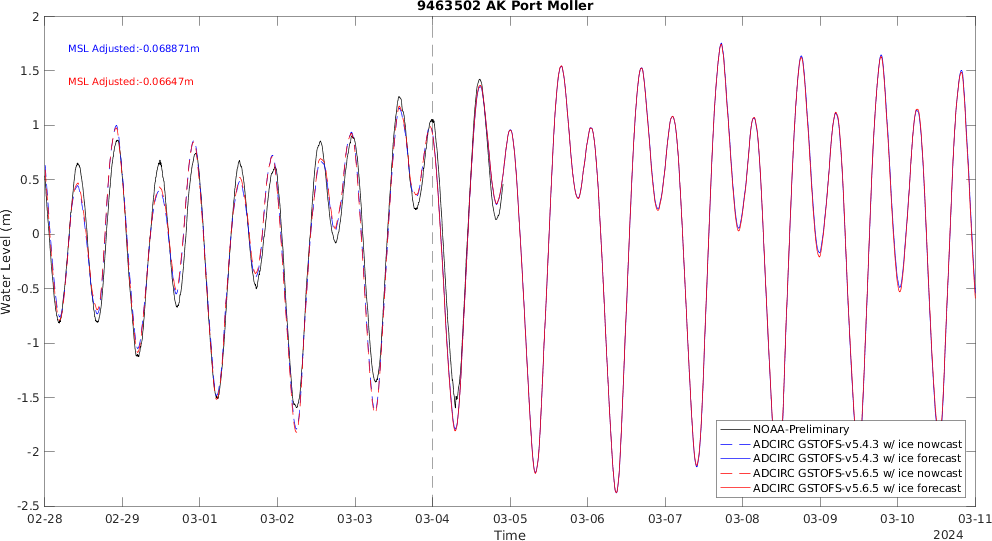 9463502 AK Port Moller
MSL Adjusted:-0.068871m
MSL Adjusted:-0.06647m
2
1.5
1
0.5
0
-0.5
-1
-1.5
-2
-2.5
Water Level (m)
NOAA-Preliminary
ADCIRC GSTOFS-v5.4.3 w/ ice nowcast
ADCIRC GSTOFS-v5.4.3 w/ ice forecast
ADCIRC GSTOFS-v5.6.5 w/ ice nowcast
ADCIRC GSTOFS-v5.6.5 w/ ice forecast
02-28 02-29 03-01 03-02 03-03 03-04 03-05 03-06 03-07 03-08 03-09 03-10 03-11
Time
2024